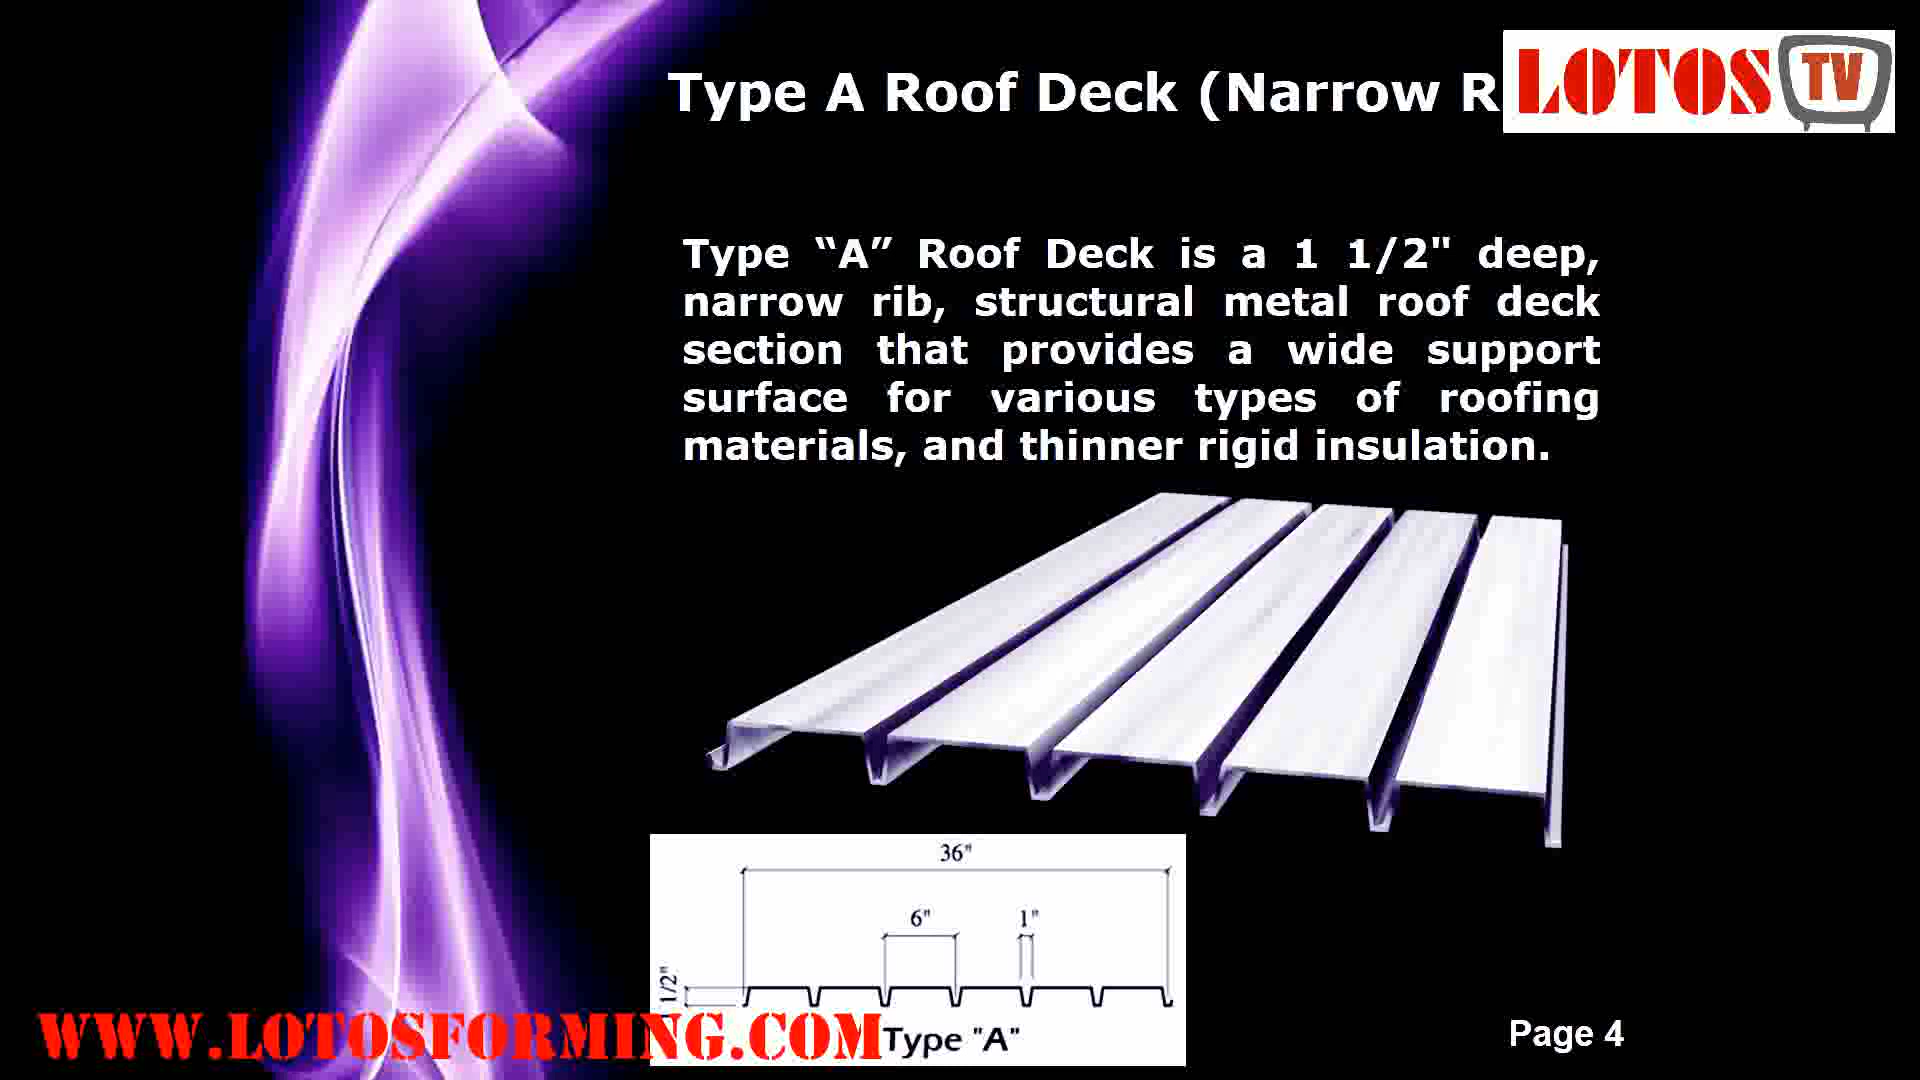 Type A Roof Deck (Narrow R
LOTOS TV
Type “A” Roof Deck is a 1 1/2" deep,
narrow rib, structural metal roof deck
section that provides a wide support
surface for various types of roofing
materials, and thinner rigid insulation.
36"
6" 1"
1/2"
Type "A"
WWW.LOTOSFORMING.COM
Page 4